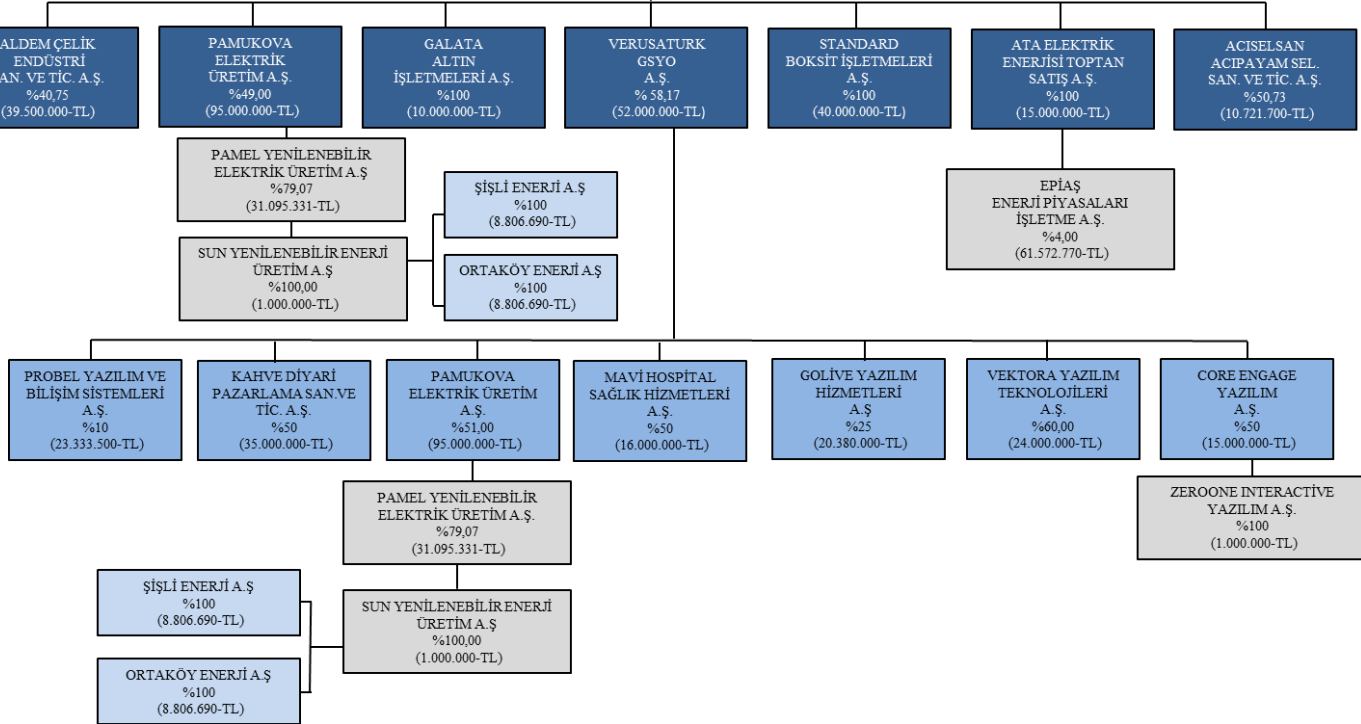 ALDEM ÇELİK
ENDÜSTRİ
SAN. VE TİC. A.Ş.
%40,75
(39.500.000-TL)
PAMUKOVA
ELEKTRİK
ÜRETİM A.Ş.
%49,00
(95.000.000-TL)
GALATA
ALTIN
İŞLETMELERİ A.Ş.
%100
(10.000.000-TL)
VERUSATURK
GSYO
A.Ş.
% 58,17
(52.000.000-TL)
STANDARD
BOKSİT İŞLETMELERİ
A.Ş.
%100
(40.000.000-TL)
ATA ELEKTRİK
ENERJİSİ TOPTAN
SATIŞ A.Ş.
%100
(15.000.000-TL)
ACISELSAN
ACIPAYAM SEL.
SAN. VE TİC. A.Ş.
%50,73
(10.721.700-TL)
PAMEL YENİLENEBİLİR
ELEKTRİK ÜRETİM A.Ş
%79,07
(31.095.331-TL)
SUN YENİLENEBİLİR ENERJİ
ÜRETİM A.Ş
%100,00
(1.000.000-TL)
ŞİŞLİ ENERJİ A.Ş
%100
(8.806.690-TL)
ORTAKÖY ENERJİ A.Ş
%100
(8.806.690-TL)
EPİAŞ
ENERJİ PİYASALARI
İŞLETME A.Ş.
%4,00
(61.572.770-TL)
PROBEL YAZILIM VE
BİLİŞİM SİSTEMLERİ
A.Ş.
%10
(23.333.500-TL)
KAHVE DİYARİ
PAZARLAMA SAN.VE
TİC. A.Ş.
%50
(35.000.000-TL)
PAMUKOVA
ELEKTRİK ÜRETİM
A.Ş.
%51,00
(95.000.000-TL)
MAVİ HOSPİTAL
SAĞLIK HİZMETLERİ
A.Ş.
%50
(16.000.000-TL)
GOLİVE YAZILIM
HİZMETLERİ
A.Ş
%25
(20.380.000-TL)
VEKTORA YAZILIM
TEKNOLOJİLERİ
A.Ş.
%60,00
(24.000.000-TL)
CORE ENGAGE
YAZILIM
A.Ş.
%50
(15.000.000-TL)
PAMEL YENİLENEBİLİR
ELEKTRİK ÜRETİM A.Ş.
%79,07
(31.095.331-TL)
ZEROONE INTERACTİVE
YAZILIM A.Ş.
%100
(1.000.000-TL)
ŞİŞLİ ENERJİ A.Ş
%100
(8.806.690-TL)
SUN YENİLENEBİLİR ENERJİ
ÜRETİM A.Ş
%100,00
(1.000.000-TL)
ORTAKÖY ENERJİ A.Ş
%100
(8.806.690-TL)